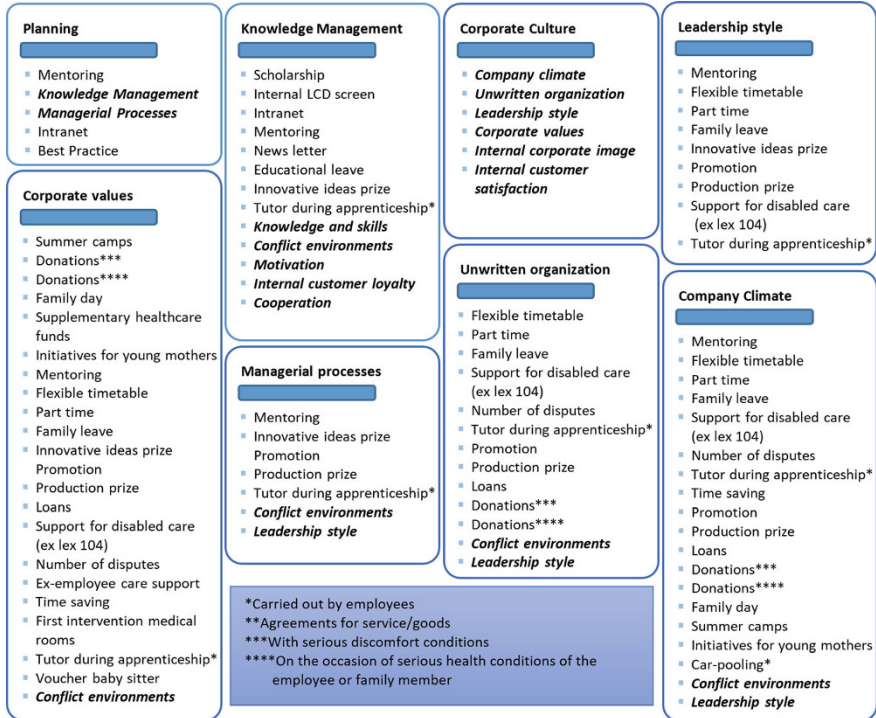 Planning
Mentoring
Knowledge Management
Managerial Processes
Intranet
Best Practice
Corporate values
Summer camps
Donations***
Donations****
Family day
Supplementary healthcare
funds
Initiatives for young mothers
Mentoring
Flexible timetable
Part time
Family leave
Innovative ideas prize
Promotion
Production prize
Loans
Support for disabled care
(ex lex 104)
Number of disputes
Ex-employee care support
Time saving
First intervention medical
rooms
Tutor during apprenticeship*
Voucher baby sitter
Conflict environments
Knowledge Management
Scholarship
Internal LCD screen
Intranet
Mentoring
News letter
Educational leave
Innovative ideas prize
Tutor during apprenticeship*
Knowledge and skills
Conflict environments
Motivation
Internal customer loyalty
Cooperation
Managerial processes
Mentoring
Innovative ideas prize
Promotion
Production prize
Tutor during apprenticeship*
Conflict environments
Leadership style
Corporate Culture
Company climate
Unwritten organization
Leadership style
Corporate values
Internal corporate image
Internal customer
satisfaction
Unwritten organization
Flexible timetable
Part time
Family leave
Support for disabled care
(ex lex 104)
Number of disputes
Tutor during apprenticeship*
Promotion
Production prize
Loans
Donations***
Donations****
Conflict environments
Leadership style
Leadership style
Mentoring
Flexible timetable
Part time
Family leave
Innovative ideas prize
Promotion
Production prize
Support for disabled care
(ex lex 104)
Tutor during apprenticeship*
Company Climate
Mentoring
Flexible timetable
Part time
Family leave
Support for disabled care
(ex lex 104)
Number of disputes
Tutor during apprenticeship*
Time saving
Promotion
Production prize
Loans
Donations***
Donations****
Family day
Summer camps
Initiatives for young mothers
Car-pooling*
Conflict environments
Leadership style
*Carried out by employees
**Agreements for service/goods
***With serious discomfort conditions
****On the occasion of serious health conditions of the
employee or family member